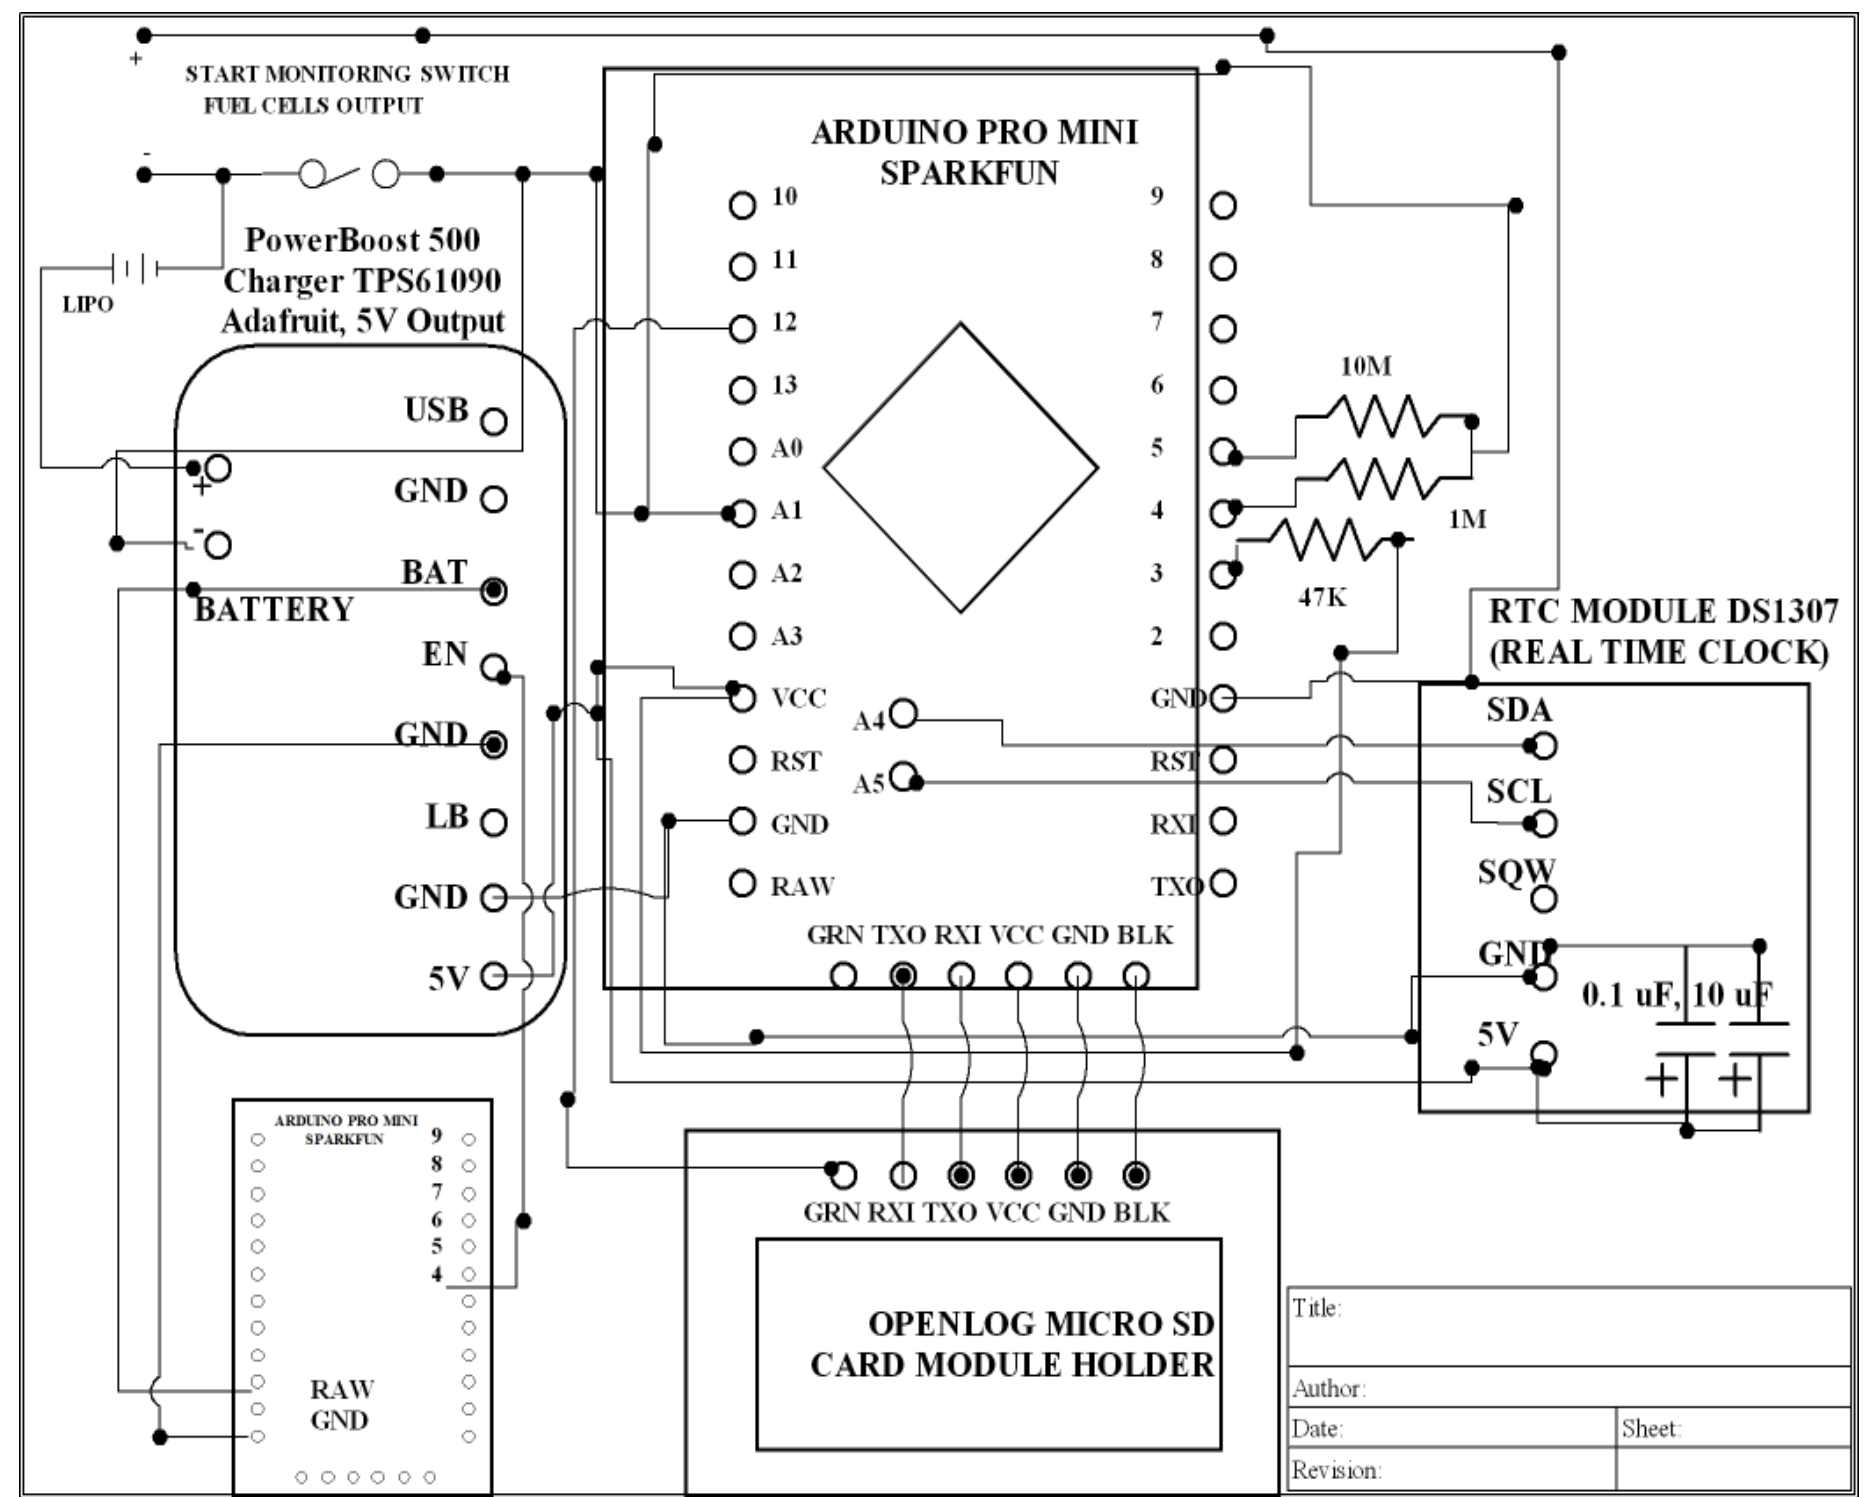 +
START MONITORING SWITCH
FUEL CELLS OUTPUT
-
PowerBoost 500
Charger TPS61090
Adafruit, 5V Output
LIPO
USB
+
GND
-
BAT
BATTERY
EN
GND
LB
GND
5V
ARDUINO PRO MINI
SPARKFUN
10
11
12
13
A0
A1
A2
A3
VCC
RST
GND
RAW
A4
A5
9
8
7
6
5
4
3
2
GND
RST
RXI
TXO
GRN TXO RXI VCC GND BLK
10M
1M
47K
RTC MODULE DS1307
(REAL TIME CLOCK)
SDA
SCL
SQW
GND
0.1 uF, 10 uF
5V
+ +
ARDUINO PRO MINI
SPARKFUN
9
8
7
6
5
4
RAW
GND
GRN RXI TXO VCC GND BLK
OPENLOG MICRO SD
CARD MODULE HOLDER
Title:
Author:
Date: Sheet:
Revision: